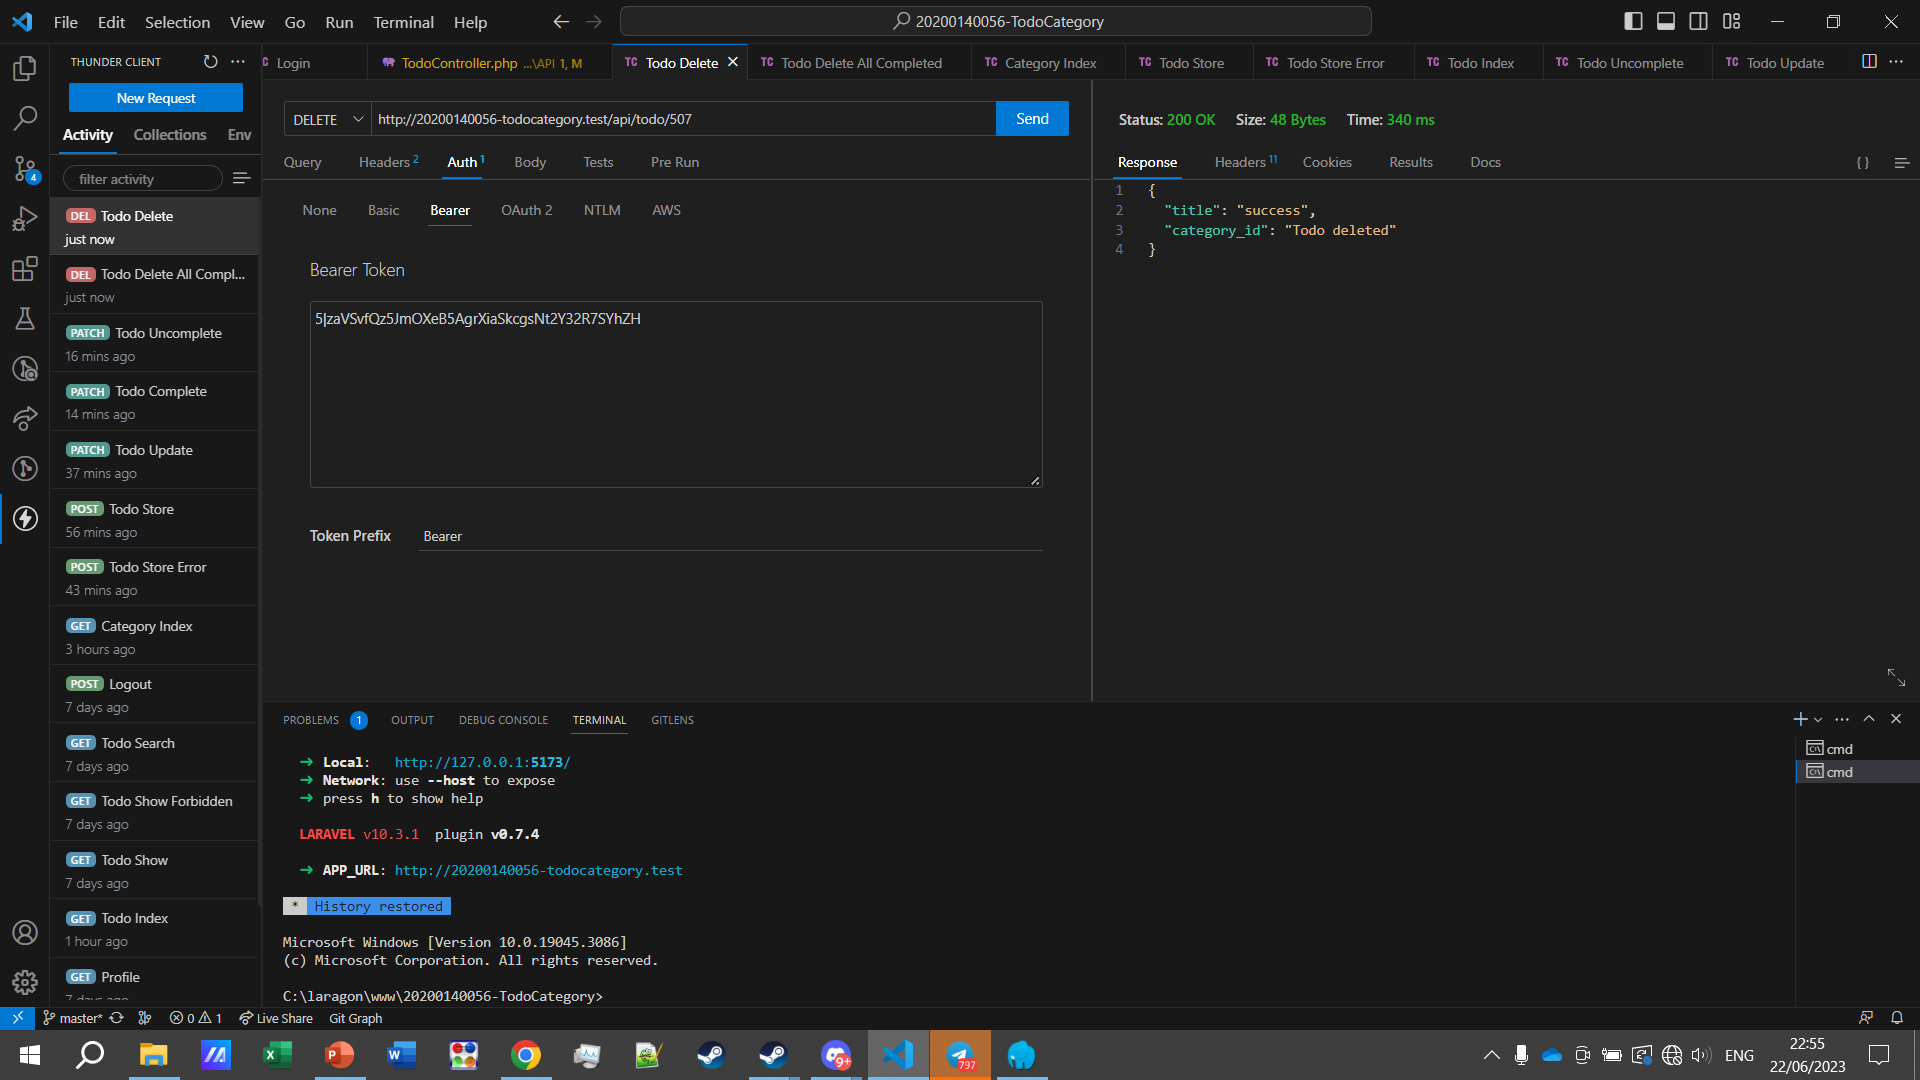 File Edit Selection View Go Run Terminal Help
20200140056-TodoCategory
THUNDER CLIENT
New Request
Activity Collections Env
filter activity
DEL Todo Delete
just now
DEL Todo Delete All Compl...
just now
PATCH Todo Uncomplete
16 mins ago
PATCH Todo Complete
14 mins ago
PATCH Todo Update
37 mins ago
POST Todo Store
56 mins ago
POST Todo Store Error
43 mins ago
GET Category Index
3 hours ago
POST Logout
7 days ago
GET Todo Search
7 days ago
GET Todo Show Forbidden
7 days ago
GET Todo Show
7 days ago
GET Todo Index
1 hour ago
GET Profile
7 days ago
4
TC Login
TodoController.php ...\API 1, M
TC Todo Delete
TC Todo Delete All Completed
TC Category Index
TC Todo Store
TC Todo Store Error
TC Todo Index
TC Todo Uncomplete
TC Todo Update
DELETE http://20200140056-todocategory.test/api/todo/507 Send
Query Headers 2 Auth 1 Body Tests Pre Run
None Basic Bearer OAuth 2 NTLM AWS
Bearer Token
5|zaVSvfQz5JmOXeB5AgrXiaSkcgsNt2Y32R7SYhZH
Token Prefix Bearer
Status: 200 OK Size: 48 Bytes Time: 340 ms
Response Headers 11 Cookies Results Docs { }
1 {
2 "title": "success",
3 "category_id": "Todo deleted"
4 }
PROBLEMS 1 OUTPUT DEBUG CONSOLE TERMINAL GITLENS
➜ Local: http://127.0.0.1:5173/
➜ Network: use --host to expose
➜ press h to show help
LARAVEL v10.3.1 plugin v0.7.4
➜ APP_URL: http://20200140056-todocategory.test
* History restored
Microsoft Windows [Version 10.0.19045.3086]
(c) Microsoft Corporation. All rights reserved.
C:\laragon\www\20200140056-TodoCategory>
cmd
cmd
master* 0 1 Live Share Git Graph
9+
797
ENG
22:55
22/06/2023